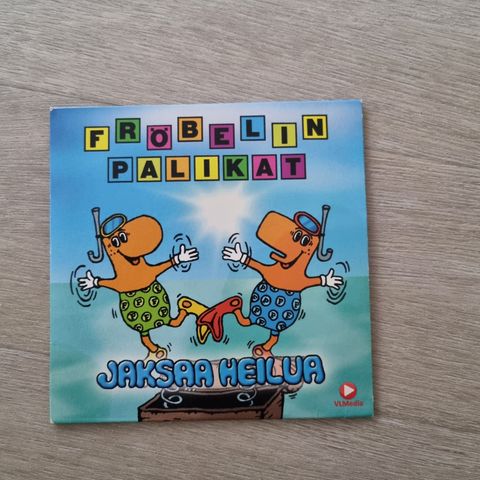 FRÖBELIN
PALIKAT
JAKSAA HEILUA
VLMedia